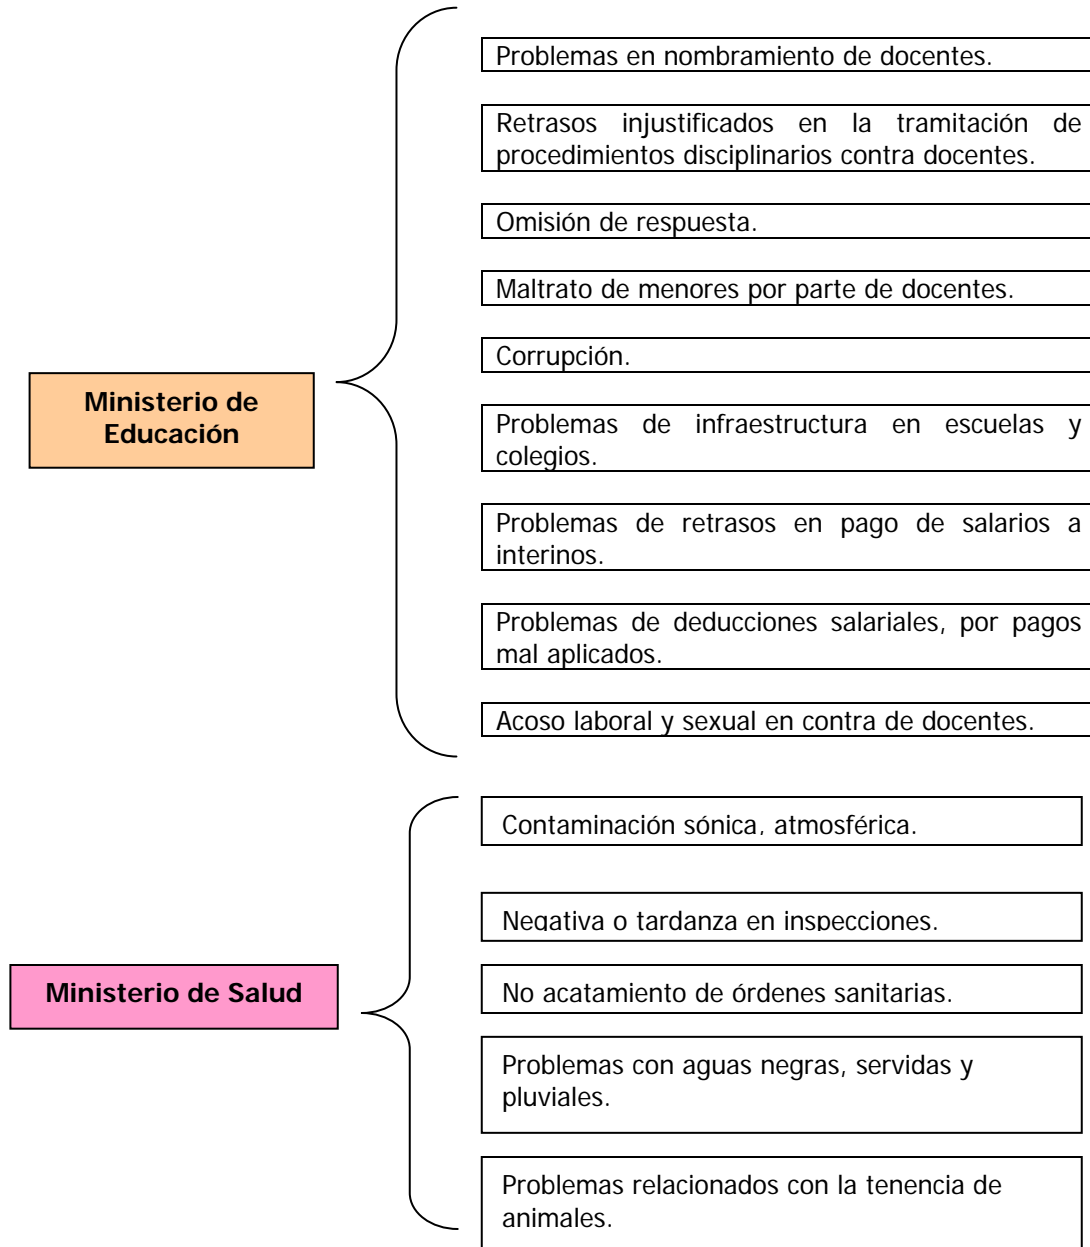 Problemas en nombramiento de docentes.
Retrasos injustificados en la tramitación de
procedimientos disciplinarios contra docentes.
Omisión de respuesta.
Maltrato de menores por parte de docentes.
Corrupción.
Ministerio de
Educación
Problemas de infraestructura en escuelas y
colegios.
Problemas de retrasos en pago de salarios a
interinos.
Problemas de deducciones salariales, por pagos
mal aplicados.
Acoso laboral y sexual en contra de docentes.
Contaminación sónica, atmosférica.
Negativa o tardanza en inspecciones.
Ministerio de Salud
No acatamiento de órdenes sanitarias.
Problemas con aguas negras, servidas y
pluviales.
Problemas relacionados con la tenencia de
animales.